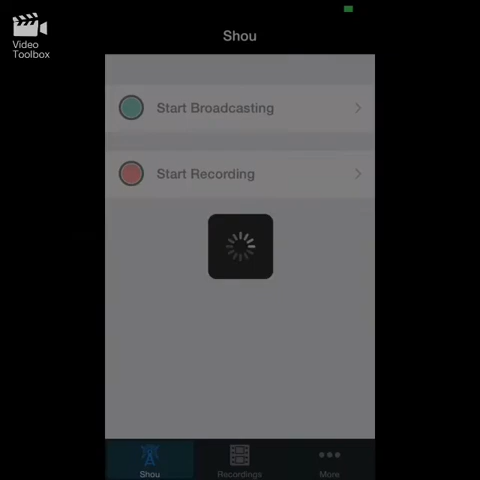 Video
Toolbox
Shou
Start Broadcasting
Start Recording
Shou
Recordings
More